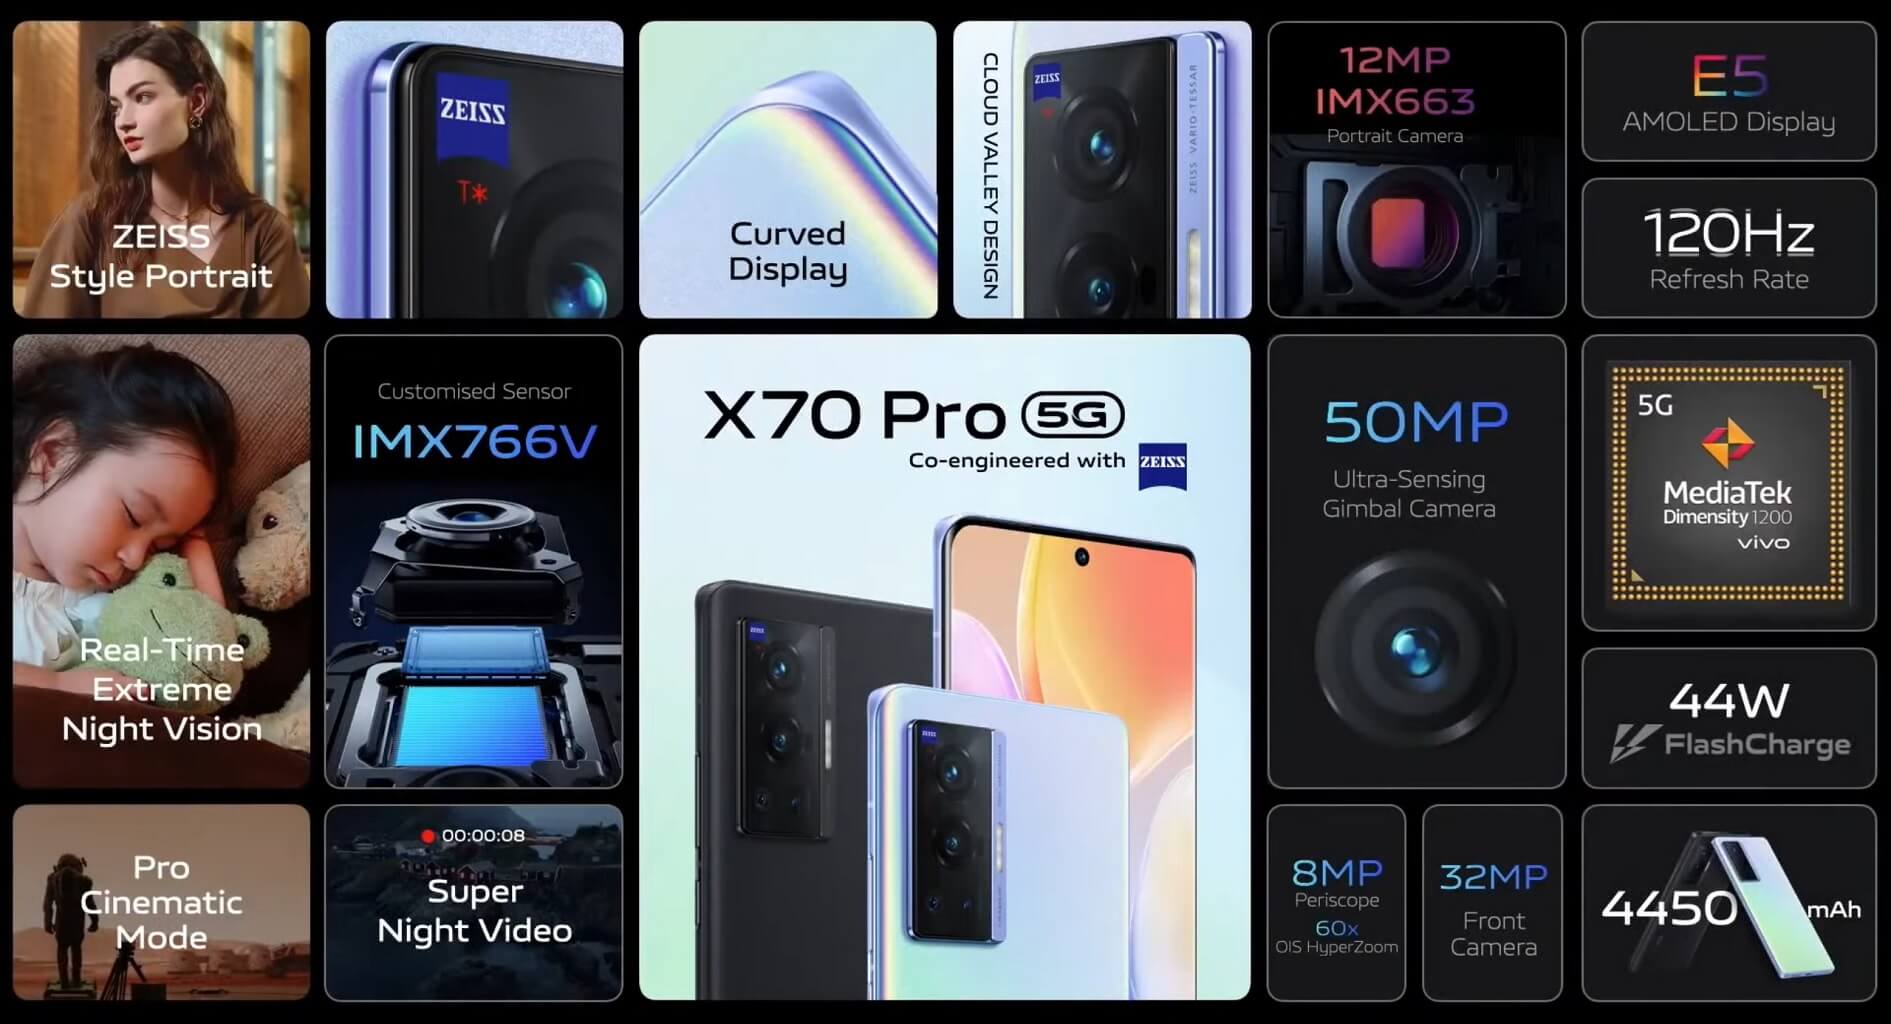 ZEISS
Style Portrait
ZEISS
T*
Curved
Display
CLOUD VALLEY DESIGN
ZEISS
ZEISS VARIO-TESSAR
12MP
IMX663
Portrait Camera
E5
AMOLED Display
120Hz
Refresh Rate
Real-Time
Extreme
Night Vision
Customised Sensor
IMX766V
X70 Pro 5G
Co-engineered with ZEISS
ZEISS
ZEISS
50MP
Ultra-Sensing
Gimbal Camera
5G
MediaTek
Dimensity 1200
vivo
44W
FlashCharge
Pro
Cinematic
Mode
00:00:08
Super
Night Video
8MP
Periscope
60x
OIS HyperZoom
32MP
Front
Camera
4450 mAh